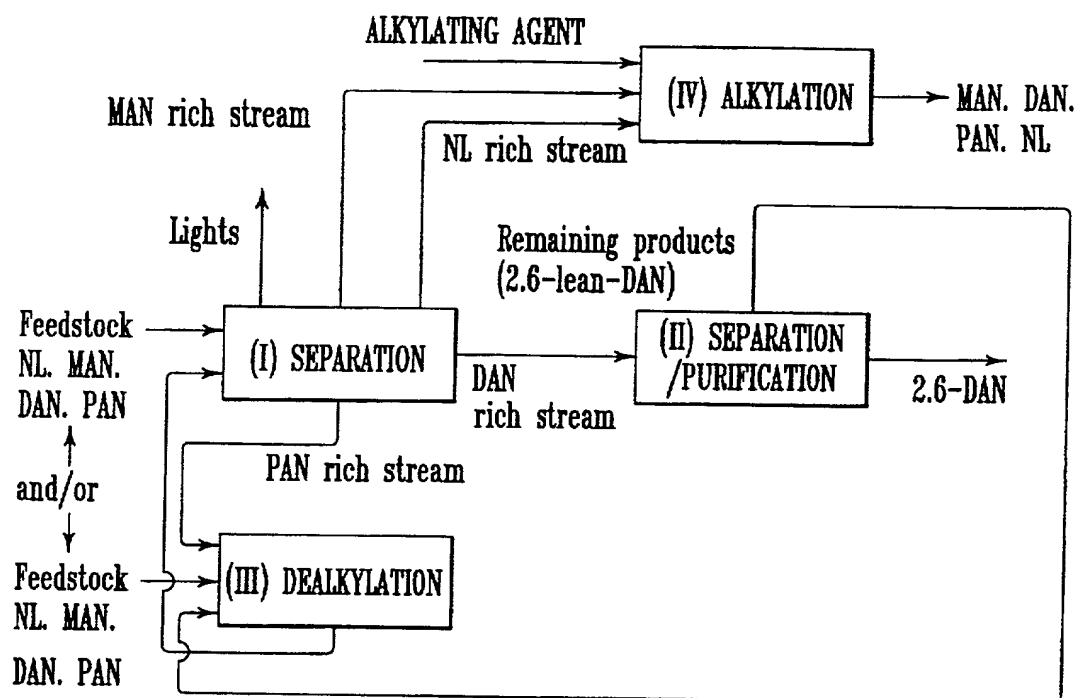 ALKYLATING AGENT
(IV) ALKYLATION
MAN. DAN.
PAN. NL
MAN rich stream
NL rich stream
Lights
Remaining products
(2.6-lean-DAN)
Feedstock
NL. MAN.
DAN. PAN
(I) SEPARATION
DAN
rich stream
(II) SEPARATION
/PURIFICATION
2.6-DAN
and/or
PAN rich stream
Feedstock
NL. MAN.
DAN. PAN
(III) DEALKYLATION